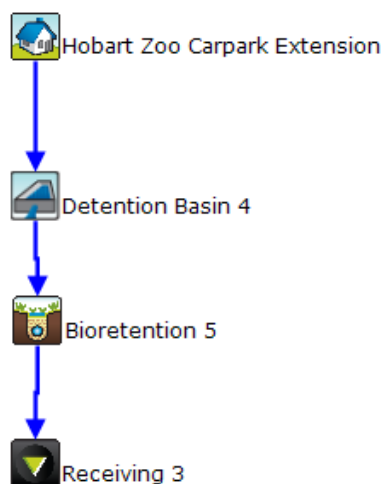 Hobart Zoo Carpark Extension
Detention Basin 4
Bioretention 5
Receiving 3